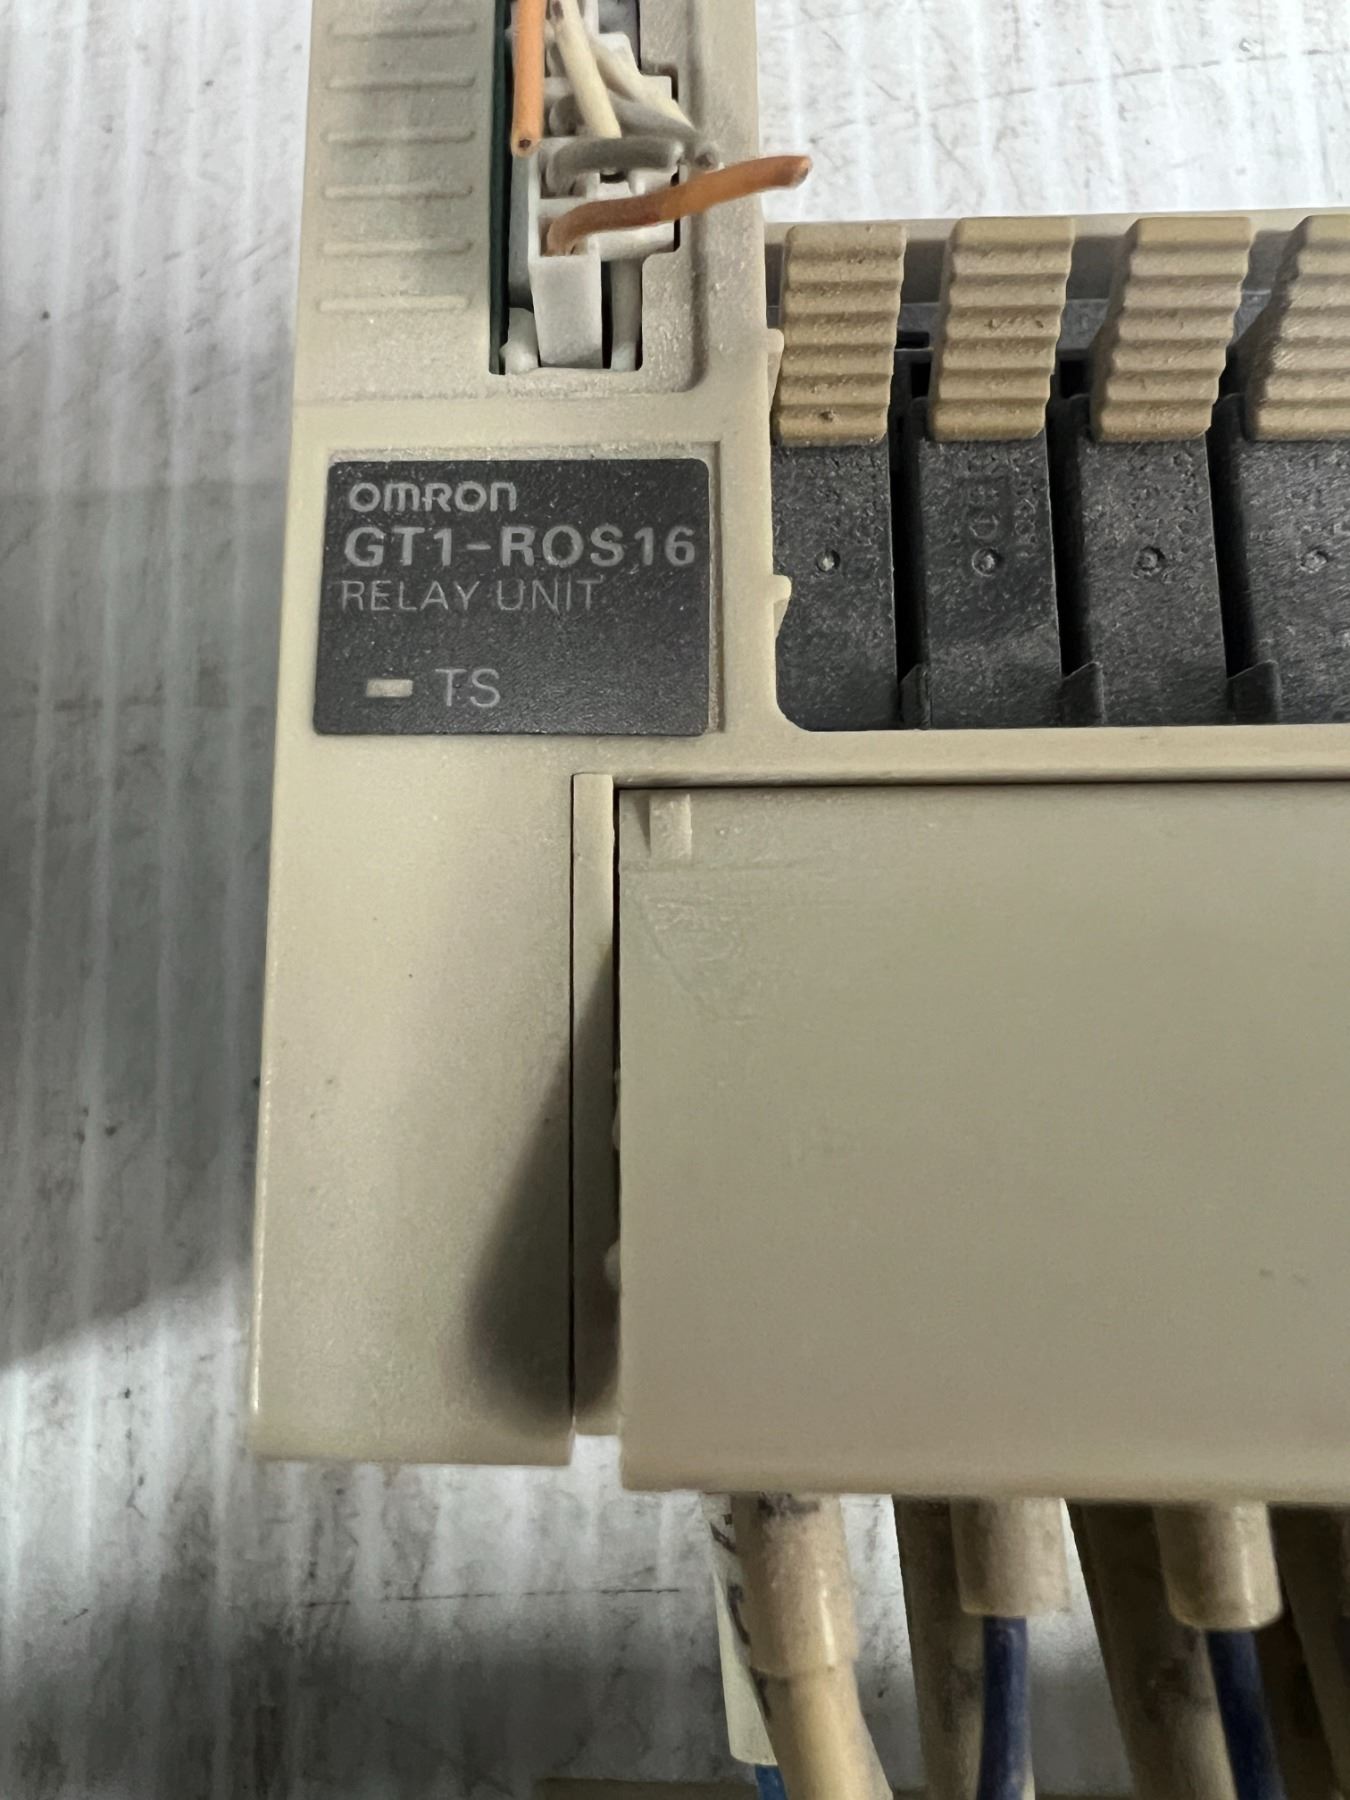 OMRON
GT1-ROS16
RELAY UNIT
TS